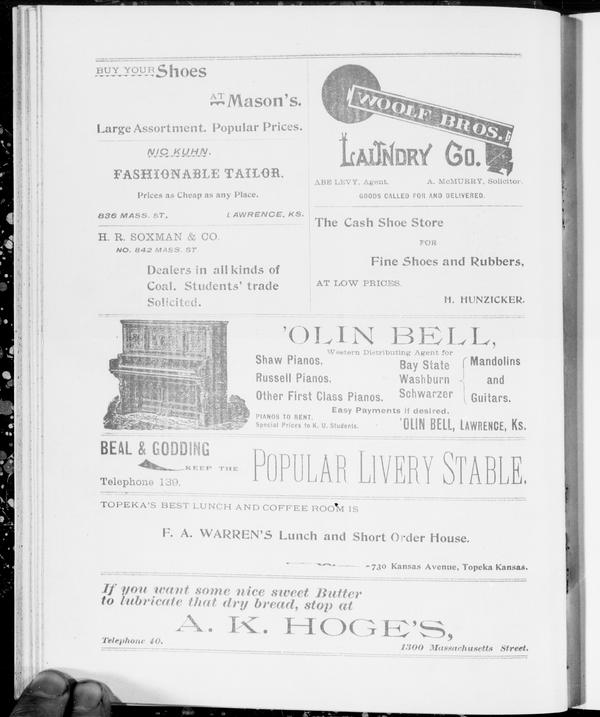 BUY YOUR Shoes
AT Mason's.
Large Assortment. Popular Prices.
NIC KUHN.
FASHIONABLE TAILOR.
Prices as Cheap as any Place.
836 MASS. ST. LAWRENCE, KS.
H. R. SOXMAN & CO.
NO. 842 MASS. ST
Dealers in all kinds of
Coal. Students' trade
Solicited.
WOOLF BROS.
LAUNDRY CO.
ABE LEVY, Agent. A. McMURRY, Solicitor.
GOODS CALLED FOR AND DELIVERED.
The Cash Shoe Store
FOR
Fine Shoes and Rubbers,
AT LOW PRICES.
H. HUNZICKER.
'OLIN BELL,
Western Distributing Agent for
Shaw Pianos.
Russell Pianos.
Other First Class Pianos.
Bay State
Washburn
Schwarzer
Mandolins
and
Guitars.
Easy Payments if desired.
PIANOS TO RENT.
Special Prices to K. U. Students.
'OLIN BELL, LAWRENCE, Ks.
BEAL & GODDING
KEEP THE
Telephone 139.
POPULAR LIVERY STABLE.
TOPEKA'S BEST LUNCH AND COFFEE ROOM IS
F. A. WARREN'S Lunch and Short Order House.
-730 Kansas Avenue, Topeka Kansas.
If you want some nice sweet Butter
to lubricate that dry bread, stop at
A. K. HOGE'S,
Telephone 40.
1300 Massachusetts Street.